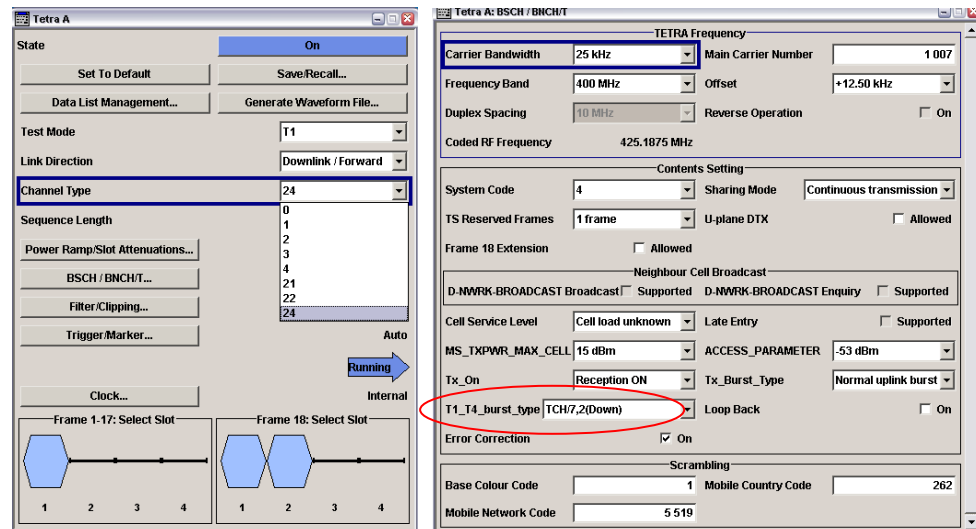 Tetra A
State
On
Set To Default
Save/Recall...
Data List Management...
Generate Waveform File...
Test Mode
T1
Link Direction
Downlink / Forward
Channel Type
24
0
1
2
3
4
21
22
24
Sequence Length
Power Ramp/Slot Attenuations...
BSCH / BNCH/T...
Filter/Clipping...
Trigger/Marker...
Auto
Running
Clock...
Internal
Frame 1-17: Select Slot
1 2 3 4
Frame 18: Select Slot
1 2 3 4
Tetra A: BSCH / BNCH/T
TETRA Frequency
Carrier Bandwidth 25 kHz Main Carrier Number 1 007
Frequency Band 400 MHz Offset +12.50 kHz
Duplex Spacing 10 MHz Reverse Operation On
Coded RF Frequency 425.1875 MHz
Contents Setting
System Code 4 Sharing Mode Continuous transmission
TS Reserved Frames 1 frame U-plane DTX Allowed
Frame 18 Extension Allowed
Neighbour Cell Broadcast
D-NWRK-BROADCAST Broadcast Supported D-NWRK-BROADCAST Enquiry Supported
Cell Service Level Cell load unknown Late Entry Supported
MS_TXPWR_MAX_CELL 15 dBm ACCESS_PARAMETER -53 dBm
Tx_On Reception ON Tx_Burst_Type Normal uplink burst
T1_T4_burst_type TCH/7,2(Down) Loop Back On
Error Correction On
Scrambling
Base Colour Code 1 Mobile Country Code 262
Mobile Network Code 5 519